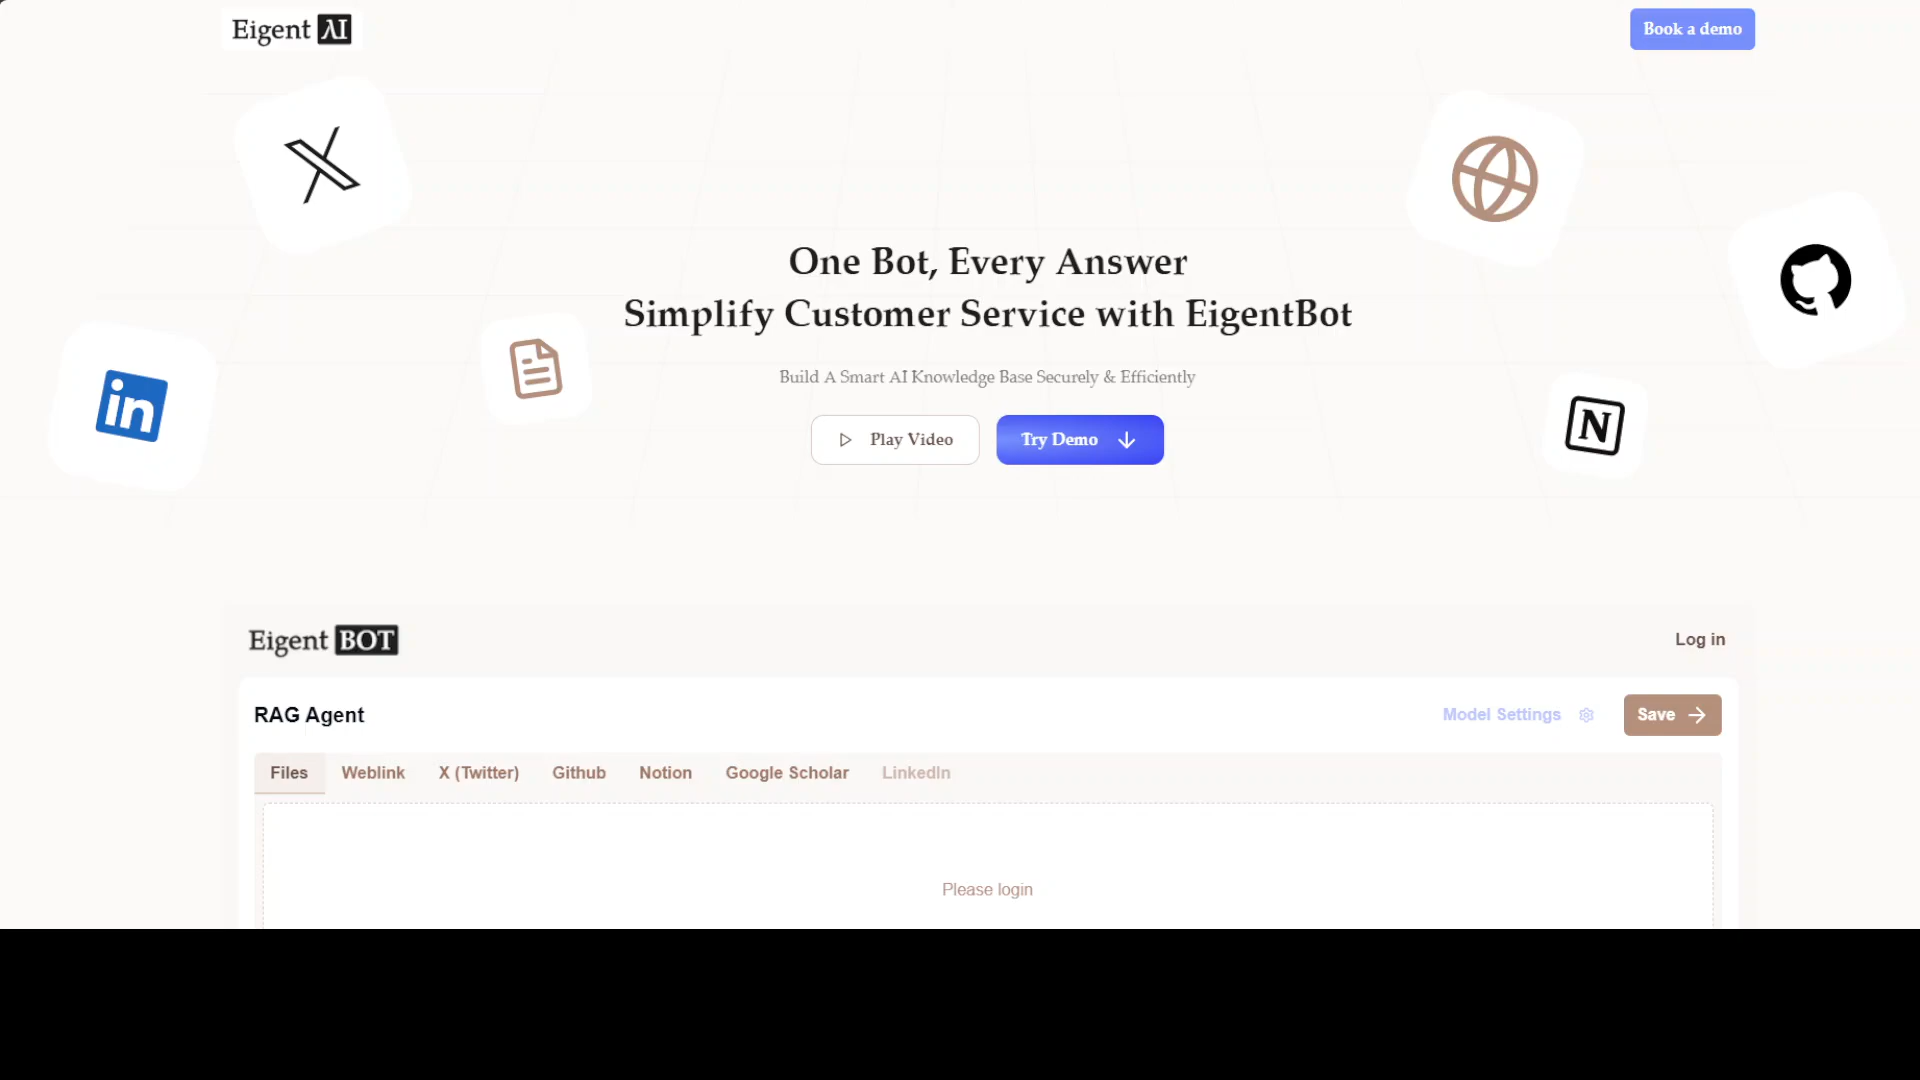 Eigent AI
Book a demo
One Bot, Every Answer
Simplify Customer Service with EigentBot
Build A Smart AI Knowledge Base Securely & Efficiently
Play Video
Try Demo
in
N
Eigent BOT
Log in
RAG Agent
Model Settings
Save
Files Weblink X (Twitter) Github Notion Google Scholar LinkedIn
Please login